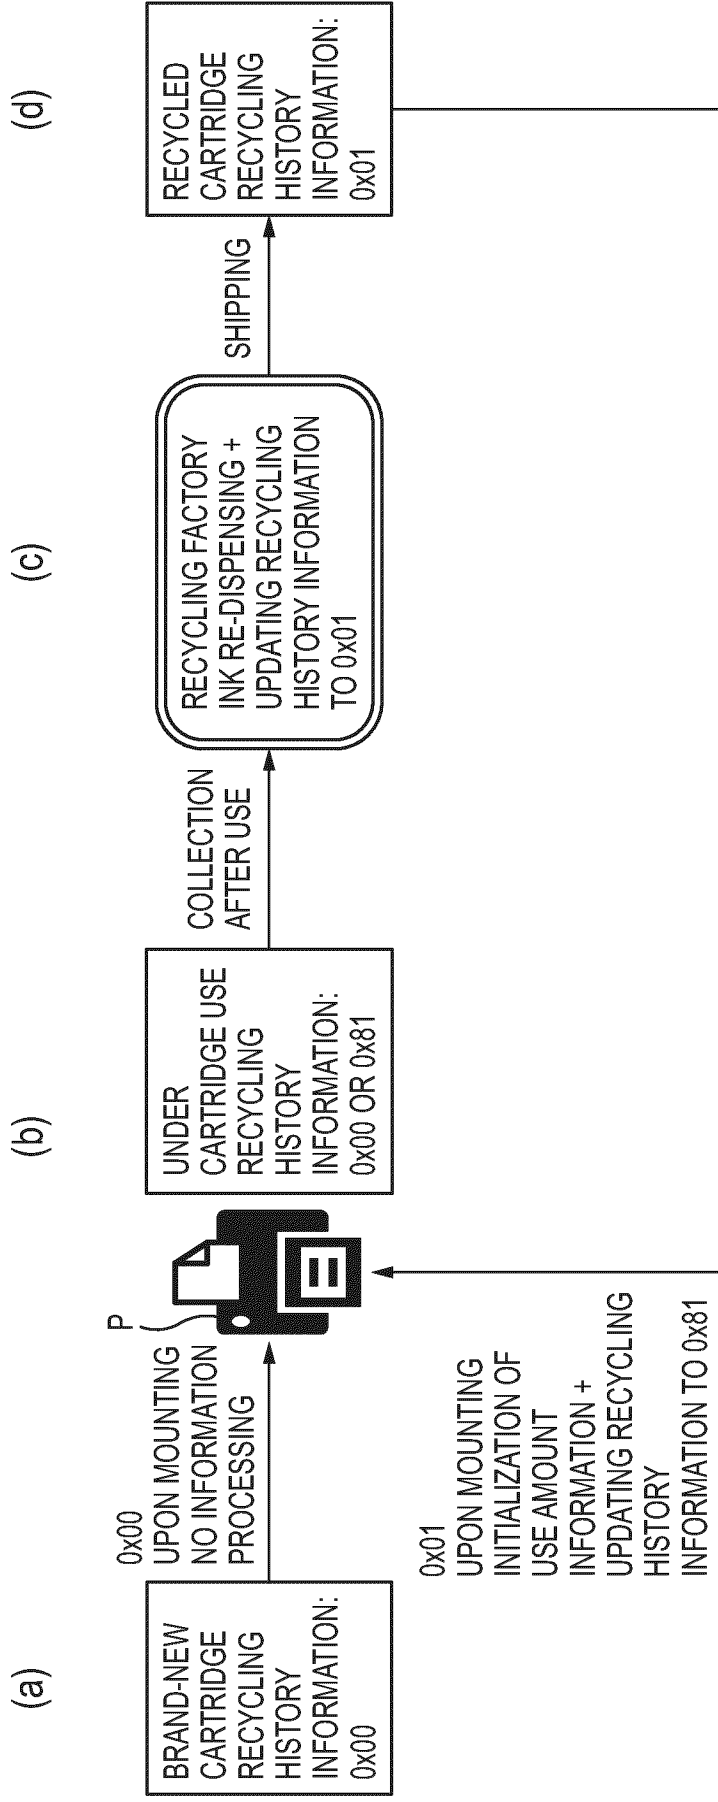 (a)
BRAND-NEW
CARTRIDGE
RECYCLING
HISTORY
INFORMATION:
0x00
0x00
UPON MOUNTING
NO INFORMATION
PROCESSING
P
(b)
UNDER
CARTRIDGE USE
RECYCLING
HISTORY
INFORMATION:
0x00 OR 0x81
COLLECTION
AFTER USE
(c)
RECYCLING FACTORY
INK RE-DISPENSING +
UPDATING RECYCLING
HISTORY INFORMATION
TO 0x01
SHIPPING
(d)
RECYCLED
CARTRIDGE
RECYCLING
HISTORY
INFORMATION:
0x01
0x01
UPON MOUNTING
INITIALIZATION OF
USE AMOUNT
INFORMATION +
UPDATING RECYCLING
HISTORY
INFORMATION TO 0x81